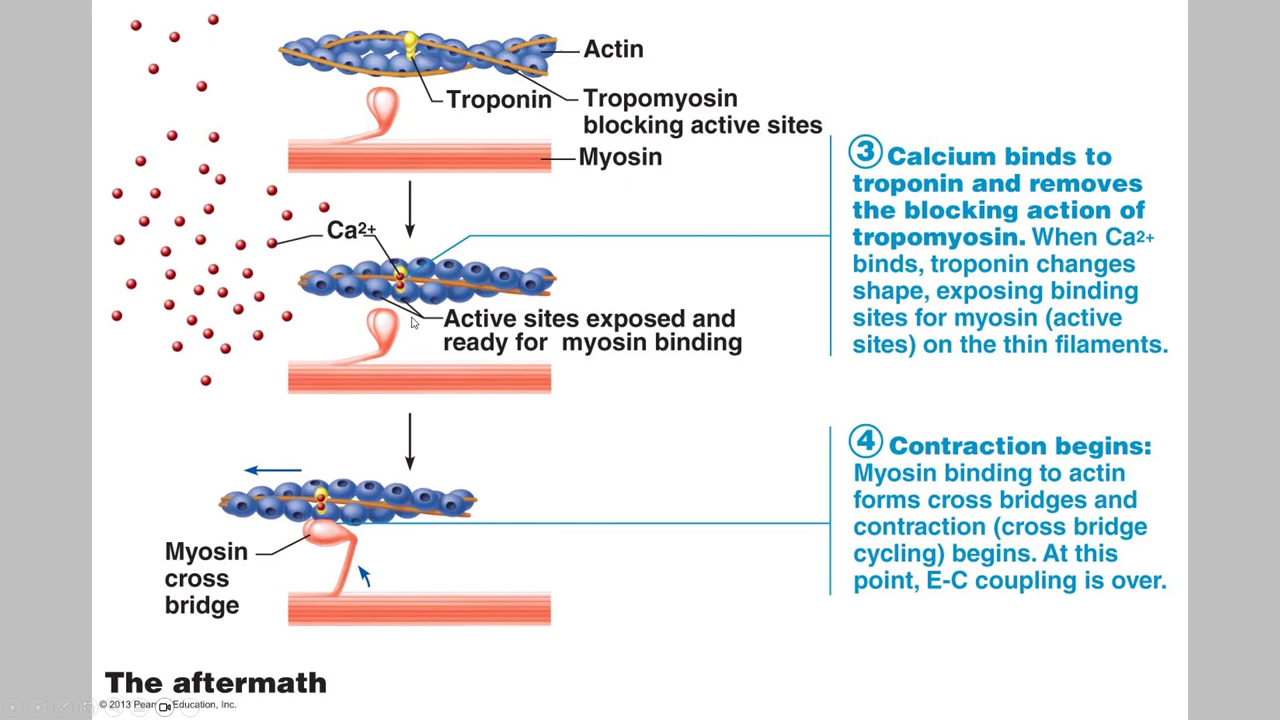 Actin
Troponin
Tropomyosin
blocking active sites
Myosin
③ Calcium binds to
troponin and removes
the blocking action of
tropomyosin. When Ca2+
binds, troponin changes
shape, exposing binding
sites for myosin (active
sites) on the thin filaments.
Ca2+
Active sites exposed and
ready for myosin binding
④ Contraction begins:
Myosin binding to actin
forms cross bridges and
contraction (cross bridge
cycling) begins. At this
point, E-C coupling is over.
Myosin
cross
bridge
The aftermath
© 2013 Education, Inc.